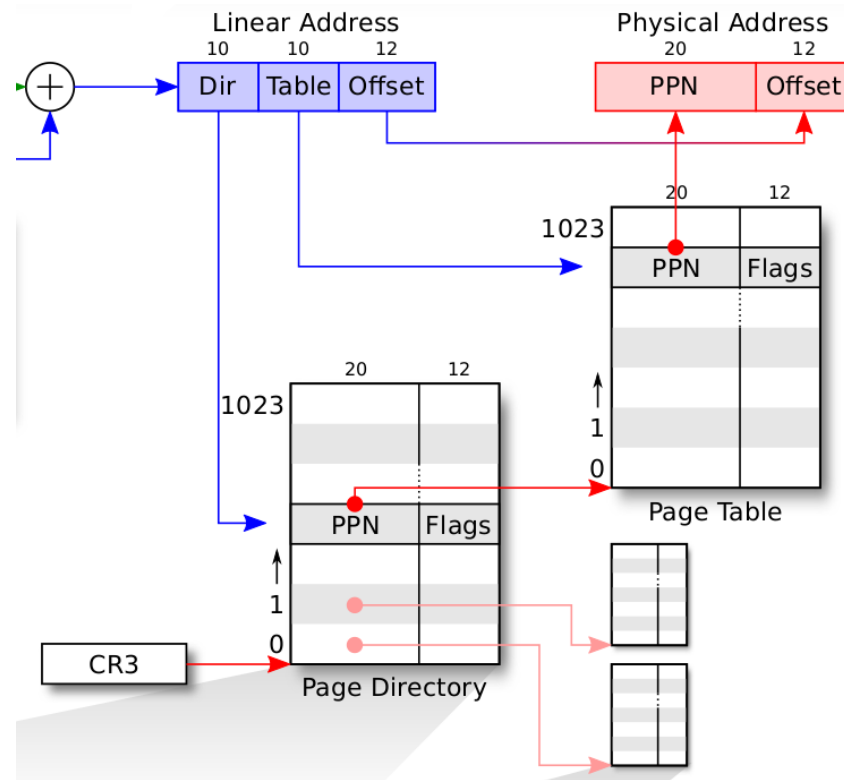 Linear Address
Physical Address
10 10 12
20 12
+
Dir Table Offset
PPN Offset
20 12
1023
PPN Flags
20 12
1023
1
0
Page Table
PPN Flags
1
0
CR3
Page Directory